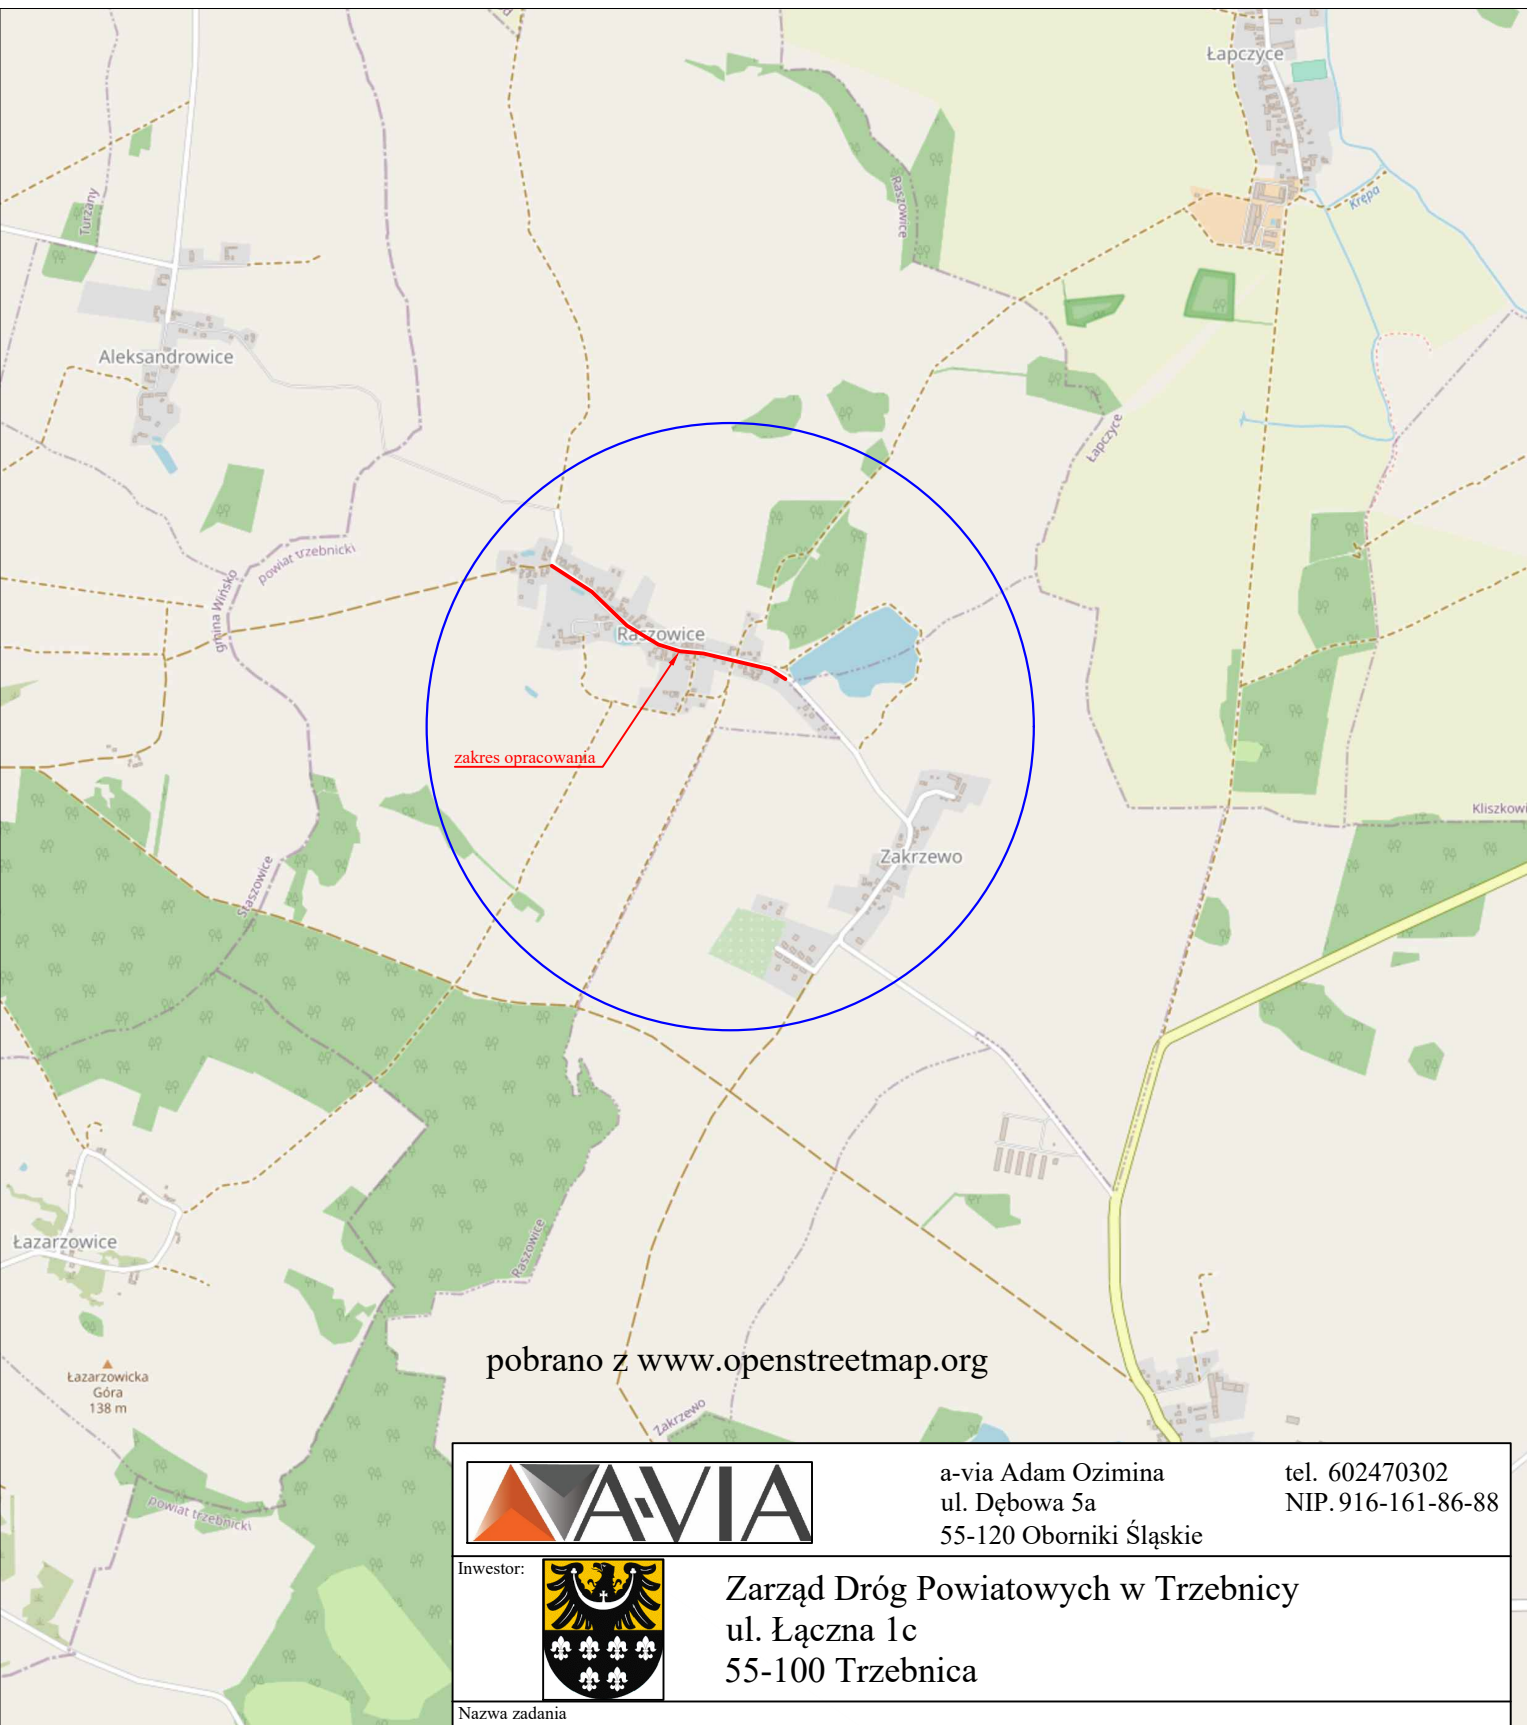 Łapczyce
Krępa
Turzany
Raszowice
Aleksandrowice
Łapczyce
powiat trzebnicki
gmina Wińsko
Raszowice
zakres opracowania
Kliszkowi
Zakrzewo
Staszowice
Łazarzowice
Raszowice
pobrano z www.openstreetmap.org
Łazarzowicka
Góra
138 m
Zakrzewo
powiat trzebnicki
A-VIA
a-via Adam Ozimina
ul. Dębowa 5a
55-120 Oborniki Śląskie
tel. 602470302
NIP. 916-161-86-88
Inwestor:
Zarząd Dróg Powiatowych w Trzebnicy
ul. Łączna 1c
55-100 Trzebnica
Nazwa zadania